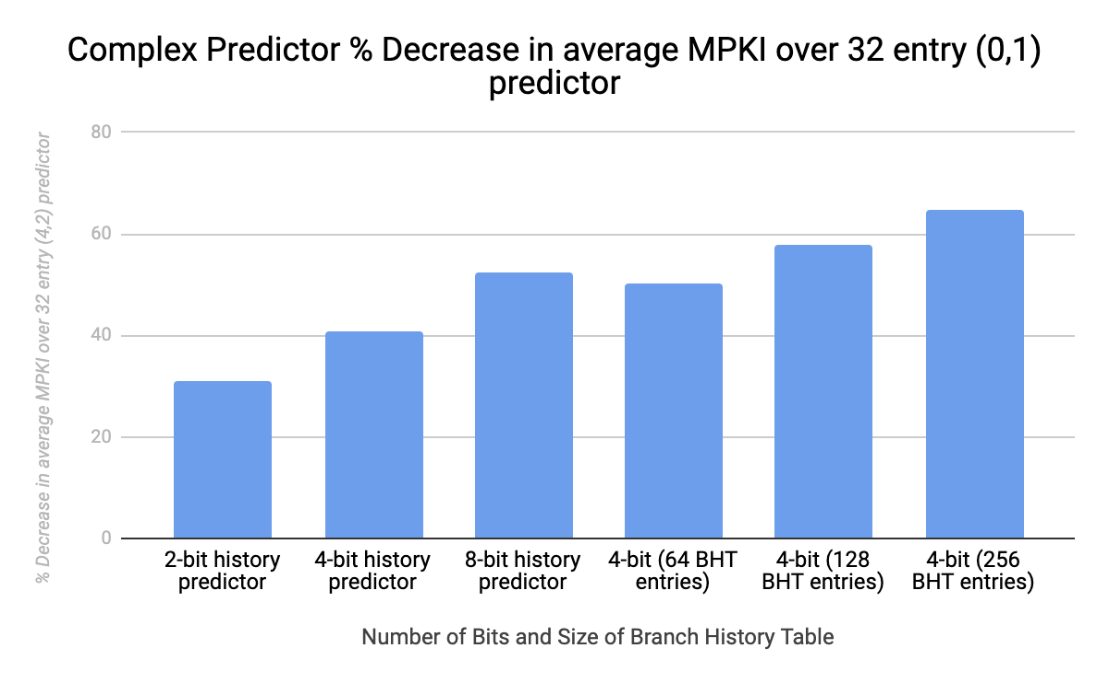 Complex Predictor % Decrease in average MPKI over 32 entry (0,1)
predictor
% Decrease in average MPKI over 32 entry (4,2) predictor
80
60
40
20
0
2-bit history
predictor
4-bit history
predictor
8-bit history
predictor
4-bit (64 BHT
entries)
4-bit (128
BHT entries)
4-bit (256
BHT entries)
Number of Bits and Size of Branch History Table